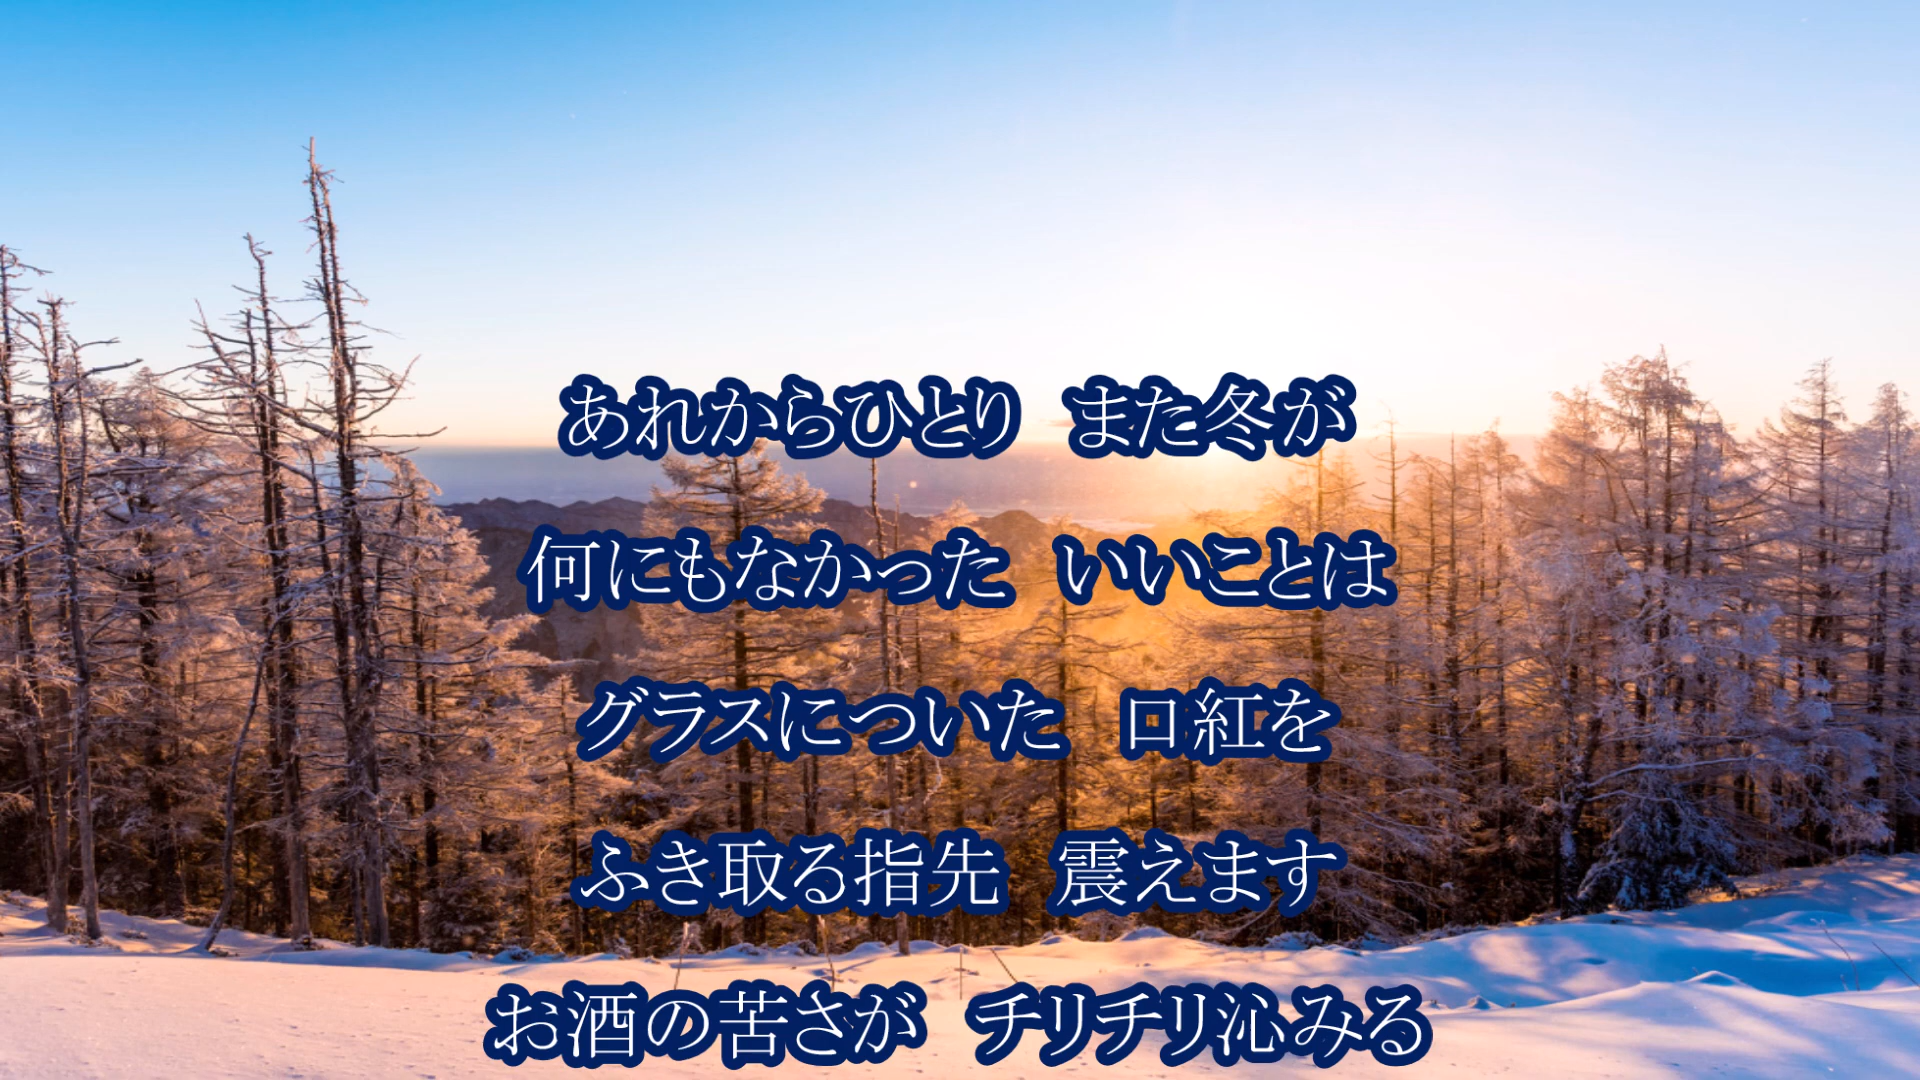 あれからひとり　また冬が
何にもなかった　いいことは
グラスについた　口紅を
ふき取る指先　震えます
お酒の苦さが　チリチリ沁みる